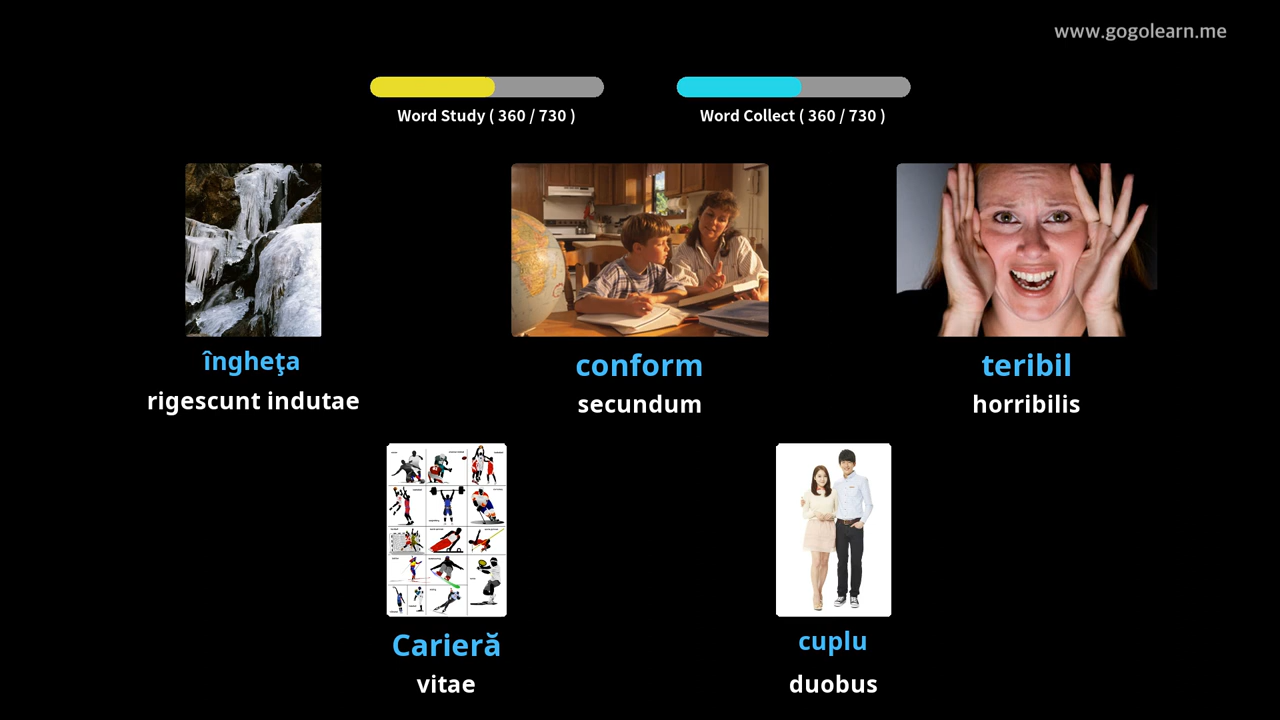 www.gogolearn.me
Word Study ( 360 / 730 )
Word Collect ( 360 / 730 )
îngheţa
rigescunt indutae
conform
secundum
teribil
horribilis
Carieră
vitae
cuplu
duobus